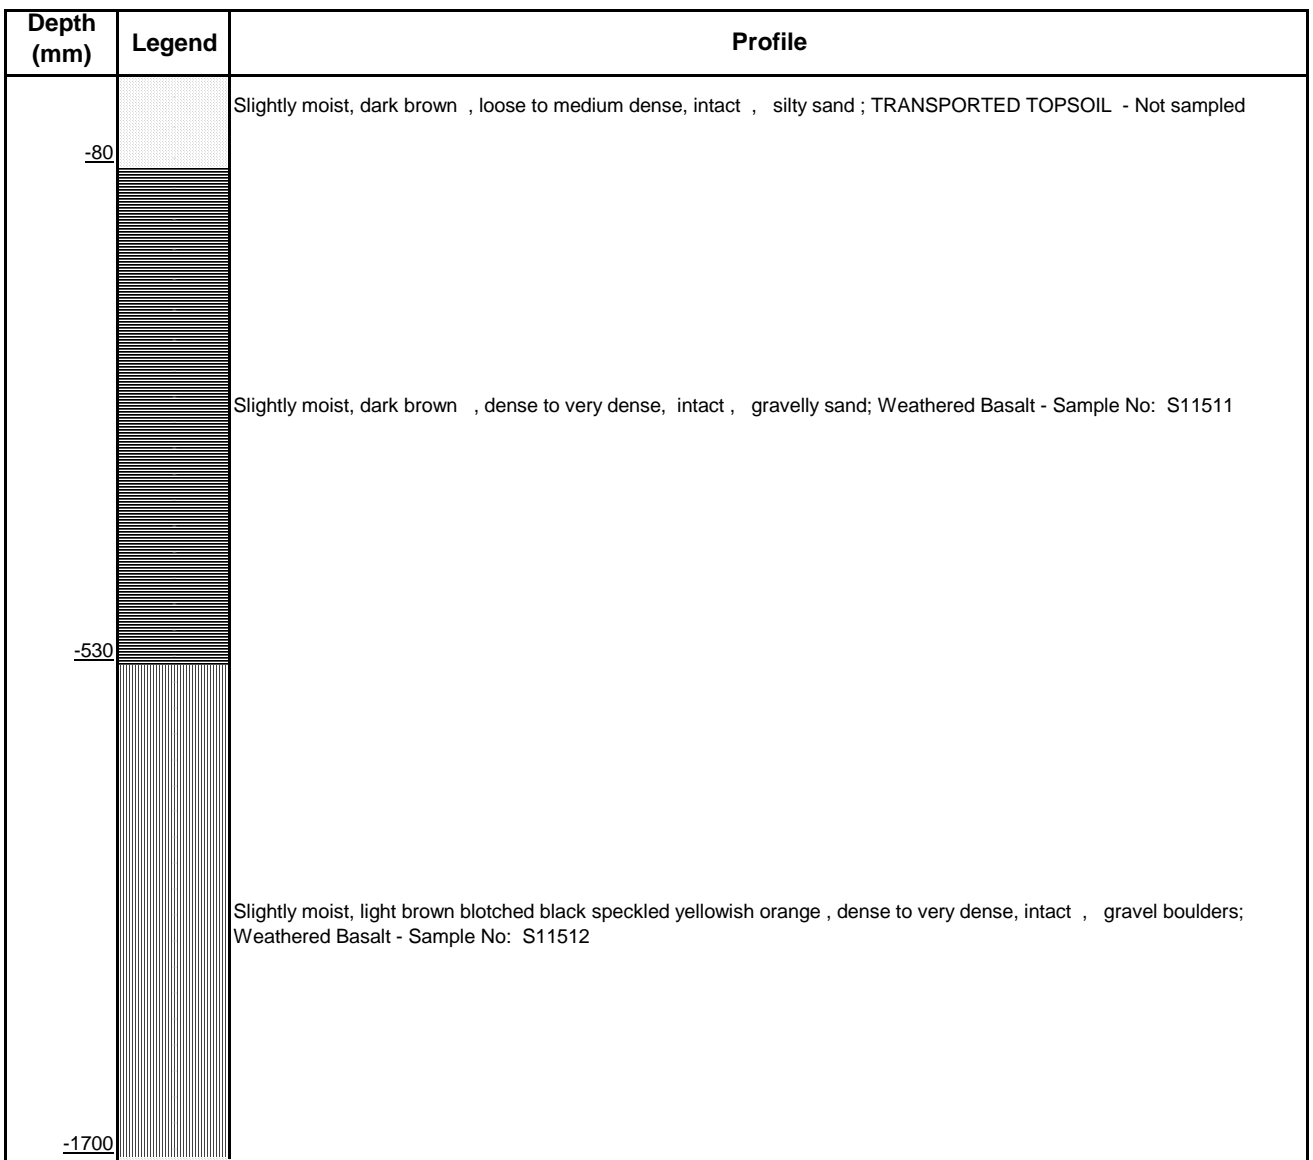 Depth (mm) Legend Profile
Slightly moist, dark brown , loose to medium dense, intact , silty sand ; TRANSPORTED TOPSOIL - Not sampled
-80
Slightly moist, dark brown , dense to very dense, intact , gravelly sand; Weathered Basalt - Sample No: S11511
-530
Slightly moist, light brown blotched black speckled yellowish orange , dense to very dense, intact , gravel boulders;
Weathered Basalt - Sample No: S11512
-1700